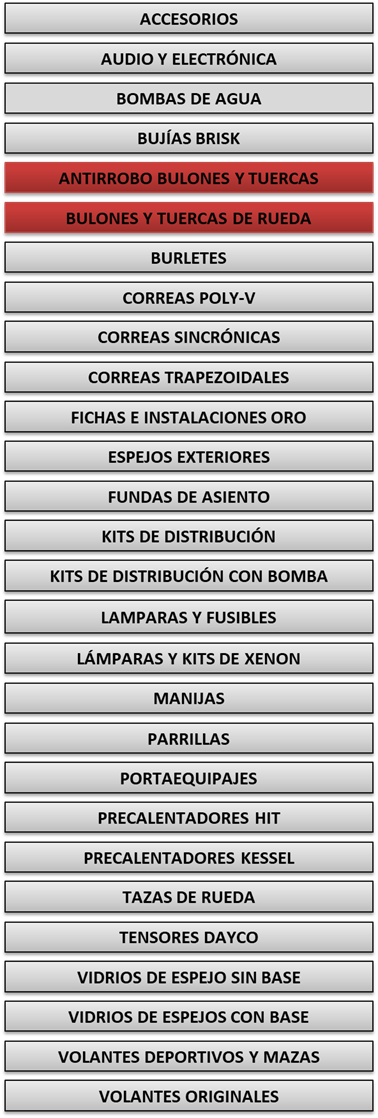 ACCESORIOS
AUDIO Y ELECTRÓNICA
BOMBAS DE AGUA
BUJÍAS BRISK
ANTIRROBO BULONES Y TUERCAS
BULONES Y TUERCAS DE RUEDA
BURLETES
CORREAS POLY-V
CORREAS SINCRÓNICAS
CORREAS TRAPEZOIDALES
FICHAS E INSTALACIONES ORO
ESPEJOS EXTERIORES
FUNDAS DE ASIENTO
KITS DE DISTRIBUCIÓN
KITS DE DISTRIBUCIÓN CON BOMBA
LAMPARAS Y FUSIBLES
LÁMPARAS Y KITS DE XENON
MANIJAS
PARRILLAS
PORTAEQUIPAJES
PRECALENTADORES HIT
PRECALENTADORES KESSEL
TAZAS DE RUEDA
TENSORES DAYCO
VIDRIOS DE ESPEJO SIN BASE
VIDRIOS DE ESPEJOS CON BASE
VOLANTES DEPORTIVOS Y MAZAS
VOLANTES ORIGINALES